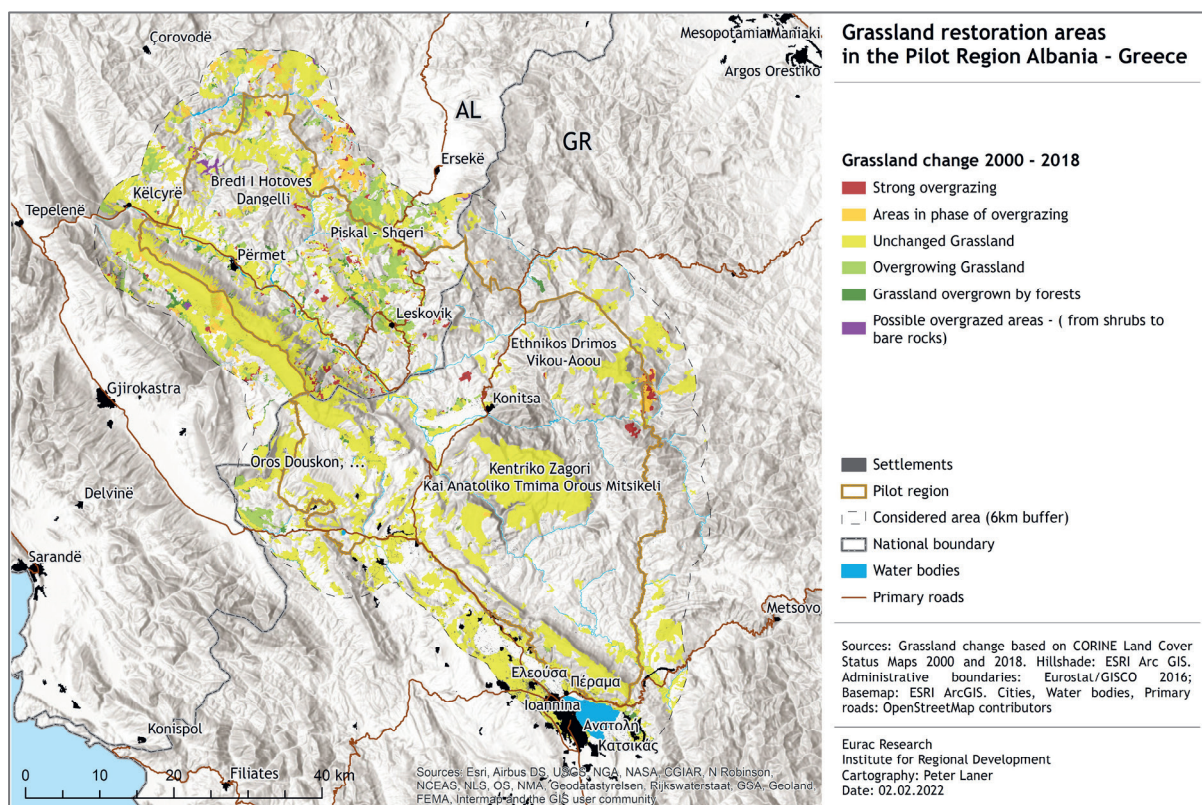 Grassland restoration areas
in the Pilot Region Albania - Greece
Grassland change 2000 - 2018
Strong overgrazing
Areas in phase of overgrazing
Unchanged Grassland
Overgrowing Grassland
Grassland overgrown by forests
Possible overgrazed areas - ( from shrubs to
bare rocks)
Settlements
Pilot region
Considered area (6km buffer)
National boundary
Water bodies
Primary roads
Sources: Grassland change based on CORINE Land Cover
Status Maps 2000 and 2018. Hillshade: ESRI Arc GIS.
Administrative boundaries: Eurostat/GISCO 2016;
Basemap: ESRI ArcGIS. Cities, Water bodies, Primary
roads: OpenStreetMap contributors
Eurac Research
Institute for Regional Development
Cartography: Peter Laner
Date: 02.02.2022
Çorovodë
Mesopotamia
Maniaki
Argos Orestiko
AL
GR
Ersekë
Bredi I Hotoves
Dangelli
Këlcyrë
Tepelenë
Piskal - Shqeri
Përmet
Leskovik
Ethnikos Drimos
Vikou-Aoou
Gjirokastra
Konitsa
Oros Douskon, ...
Kentriko Zagori
Kai Anatoliko Tmima Orous Mitsikeli
Delvinë
Sarandë
Metsovo
Ελεούσα
Πέραμα
Ioannina
Ανατολή
Κατσικάς
Konispol
Filiates
0 10 20 40 km
Sources: Esri, Airbus DS, USGS, NGA, NASA, CGIAR, N Robinson,
NCEAS, NLS, OS, NMA, Geodatastyrelsen, Rijkswaterstaat, GSA, Geoland,
FEMA, Intermap and the GIS user community